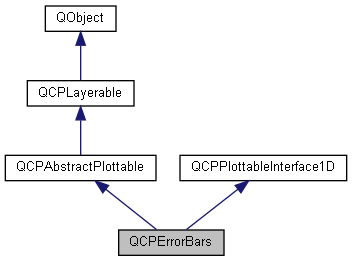 QObject
QCPLayerable
QCPAbstractPlottable
QCPPlottableInterface1D
QCPErrorBars